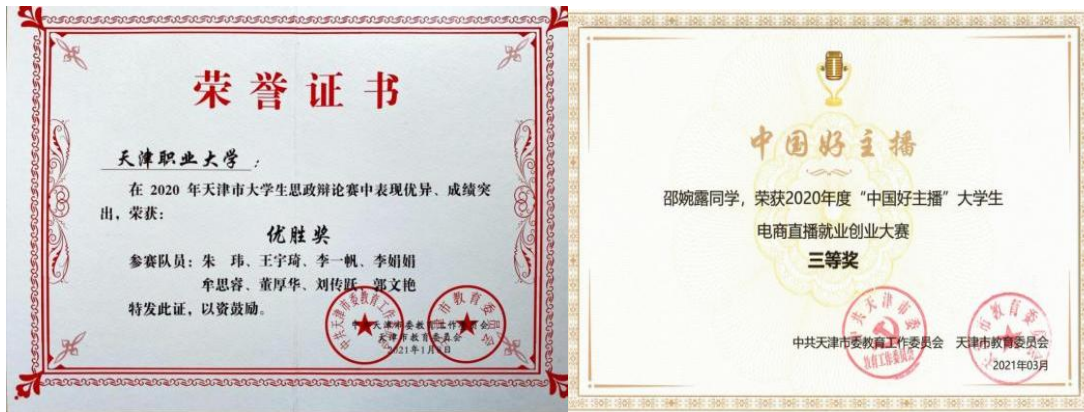 荣誉证书
天津职业大学:
在 2020 年天津市大学生思政辩论赛中表现优异、成绩突
出，荣获:
优胜奖
参赛队员: 朱 玮、王宇琦、李一帆、李娟娟
牟思睿、董厚华、刘传跃、郭文艳
特发此证，以资鼓励。
中共天津市委教育工作委员会
天津市教育委员会
2021年1月
中国好主播
邵婉露同学，荣获2020年度“中国好主播”大学生
电商直播就业创业大赛
三等奖
中共天津市委教育工作委员会 天津市教育委员会
2021年03月